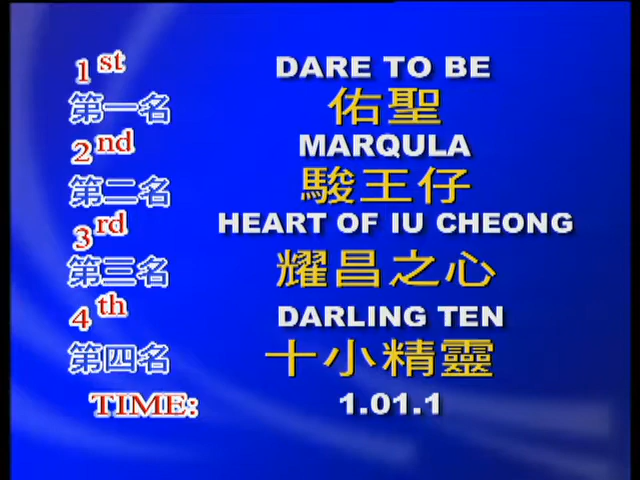 1st DARE TO BE
第一名 佑聖
2nd MARQULA
第二名 駿王仔
3rd HEART OF IU CHEONG
第三名 耀昌之心
4th DARLING TEN
第四名 十小精靈
TIME: 1.01.1